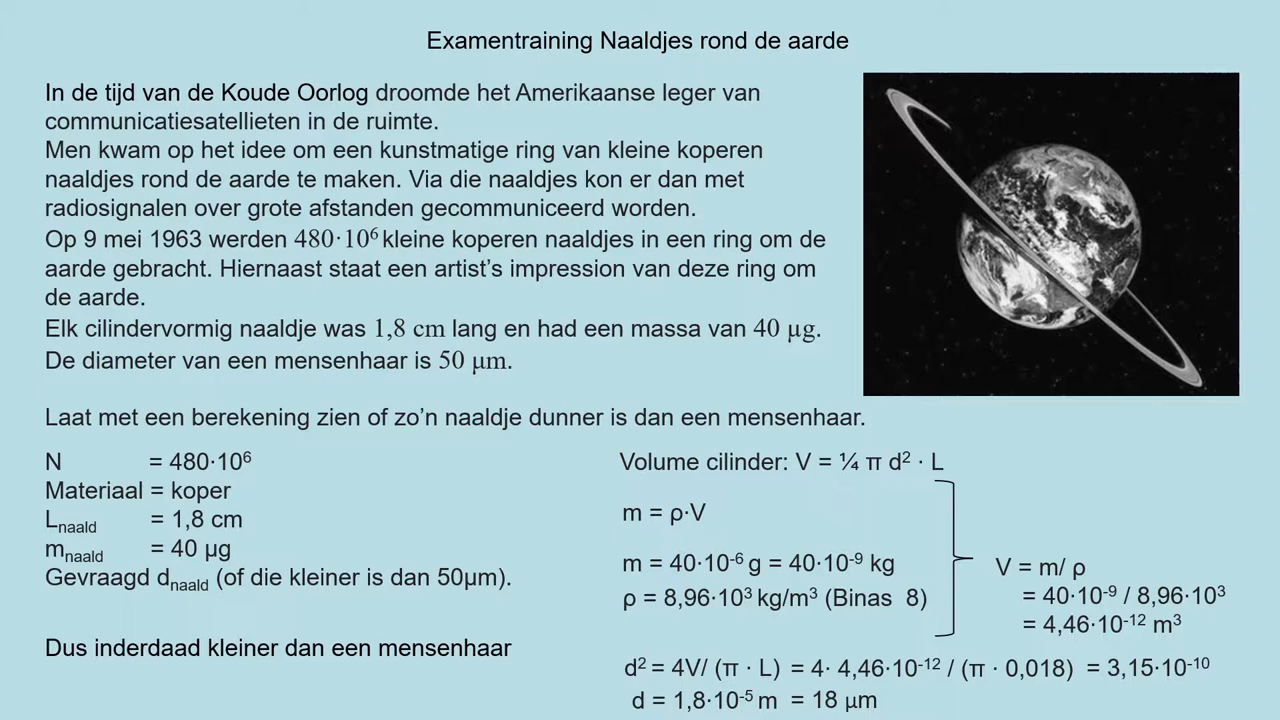 Examentraining Naaldjes rond de aarde
In de tijd van de Koude Oorlog droomde het Amerikaanse leger van
communicatiesatellieten in de ruimte.
Men kwam op het idee om een kunstmatige ring van kleine koperen
naaldjes rond de aarde te maken. Via die naaldjes kon er dan met
radiosignalen over grote afstanden gecommuniceerd worden.
Op 9 mei 1963 werden 480·10⁶ kleine koperen naaldjes in een ring om de
aarde gebracht. Hiernaast staat een artist’s impression van deze ring om
de aarde.
Elk cilindervormig naaldje was 1,8 cm lang en had een massa van 40 µg.
De diameter van een mensenhaar is 50 µm.
Laat met een berekening zien of zo’n naaldje dunner is dan een mensenhaar.
N = 480·10⁶
Materiaal = koper
Lnaald = 1,8 cm
mnaald = 40 µg
Gevraagd dnaald (of die kleiner is dan 50µm).
Dus inderdaad kleiner dan een mensenhaar
Volume cilinder: V = ¼ π d² · L
m = ρ·V
m = 40·10⁻⁶ g = 40·10⁻⁹ kg
ρ = 8,96·10³ kg/m³ (Binas 8)
V = m/ ρ
= 40·10⁻⁹ / 8,96·10³
= 4,46·10⁻¹² m³
d² = 4V/ (π · L) = 4· 4,46·10⁻¹² / (π · 0,018) = 3,15·10⁻¹⁰
d = 1,8·10⁻⁵ m = 18 µm